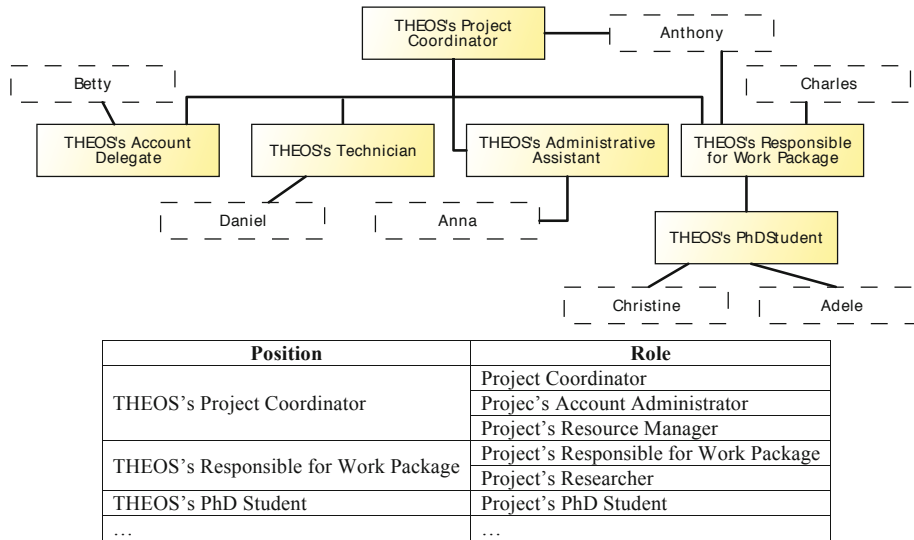 THEOS's Project
Coordinator
Anthony
Betty
Charles
THEOS's Account
Delegate
THEOS's Technician
THEOS's Administrative
Assistant
THEOS's Responsible
for Work Package
Daniel
Anna
THEOS's PhDStudent
Christine
Adele
Position Role
THEOS's Project Coordinator
Project Coordinator
Projec's Account Administrator
Project's Resource Manager
THEOS's Responsible for Work Package
Project's Responsible for Work Package
Project's Researcher
THEOS's PhD Student Project's PhD Student
… …